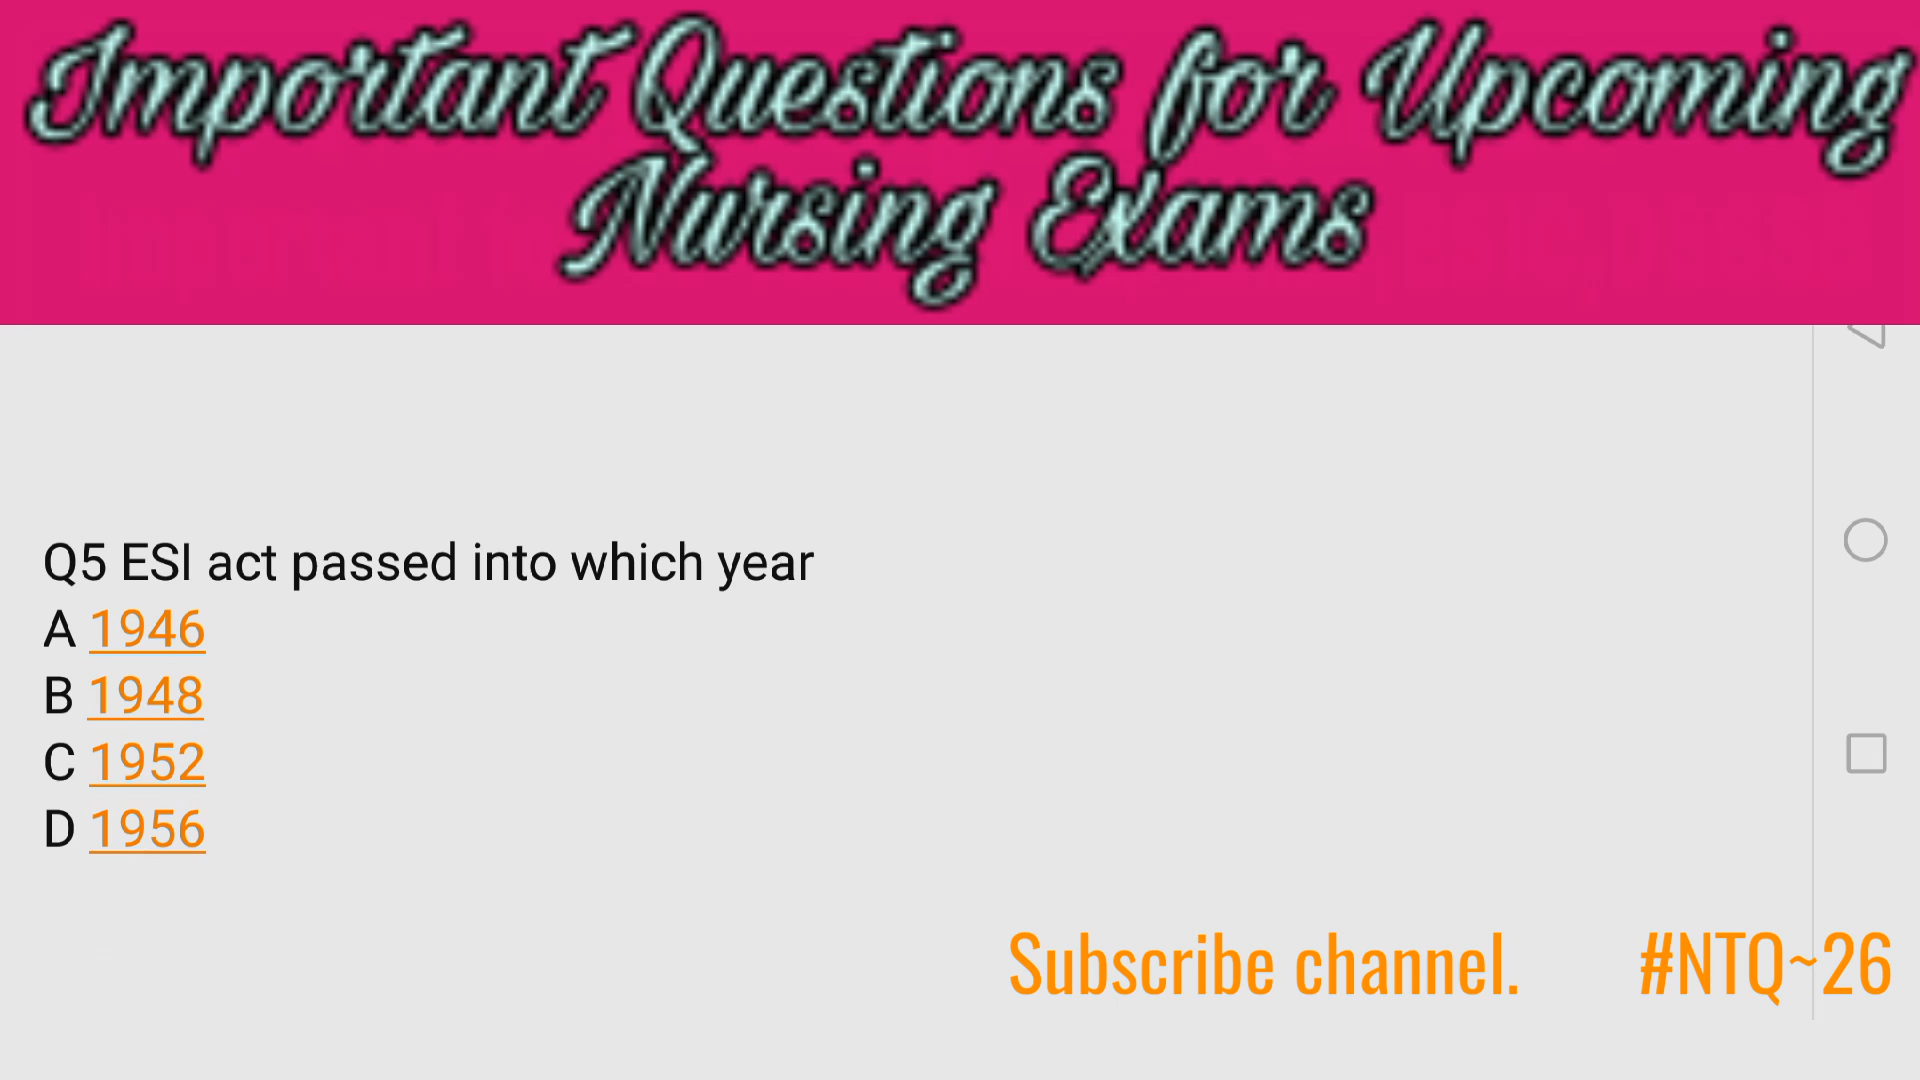 Important Questions for Upcoming
Nursing Exams
Q5 ESI act passed into which year
A 1946
B 1948
C 1952
D 1956
Subscribe channel. #NTQ~26